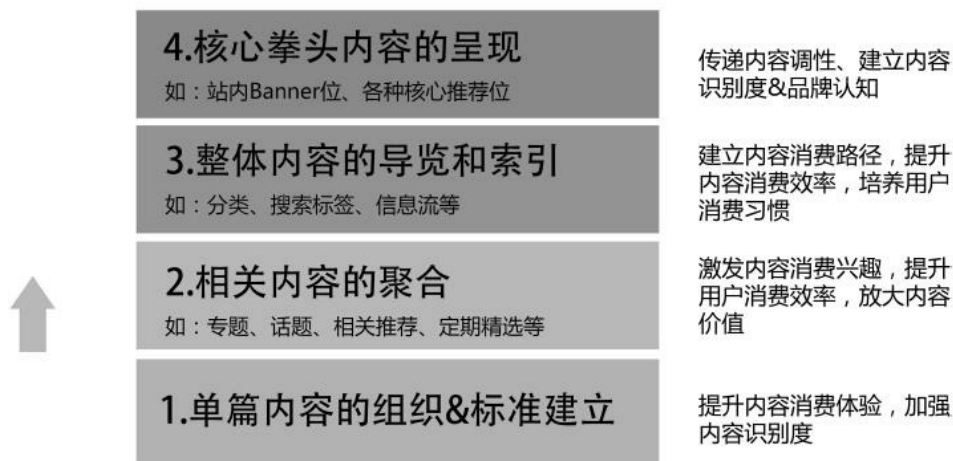 4.核心拳头内容的呈现
如：站内Banner位、各种核心推荐位
传递内容调性、建立内容
识别度&品牌认知
3.整体内容的导览和索引
如：分类、搜索标签、信息流等
建立内容消费路径，提升
内容消费效率，培养用户
消费习惯
2.相关内容的聚合
如：专题、话题、相关推荐、定期精选等
激发内容消费兴趣，提升
用户消费效率，放大内容
价值
1.单篇内容的组织&标准建立
提升内容消费体验，加强
内容识别度